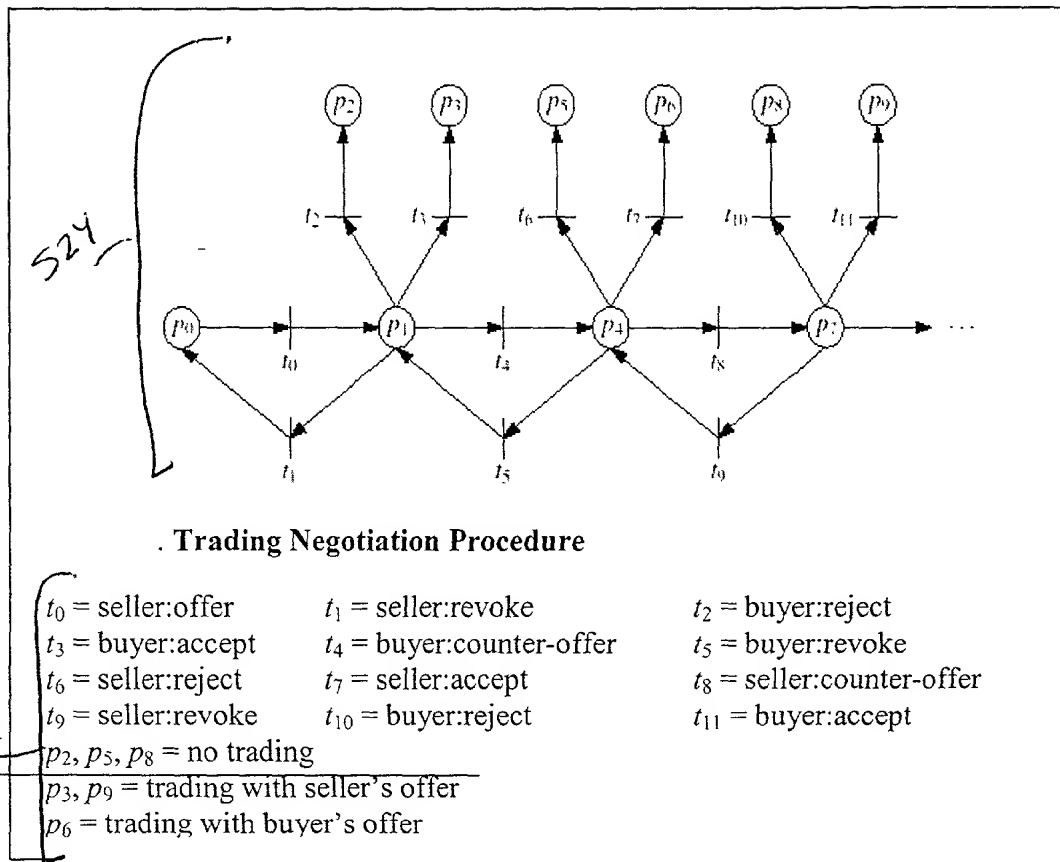 p2 p3 p5 p6 p8 p9
t2 t3 t6 t7 t10 t11
524
p0 p1 p4 p7 ...
t0 t4 t8
t1 t5 t9
. Trading Negotiation Procedure
t0 = seller:offer t1 = seller:revoke t2 = buyer:reject
t3 = buyer:accept t4 = buyer:counter-offer t5 = buyer:revoke
t6 = seller:reject t7 = seller:accept t8 = seller:counter-offer
t9 = seller:revoke t10 = buyer:reject t11 = buyer:accept
p2, p5, p8 = no trading
p3, p9 = trading with seller's offer
p6 = trading with buyer's offer